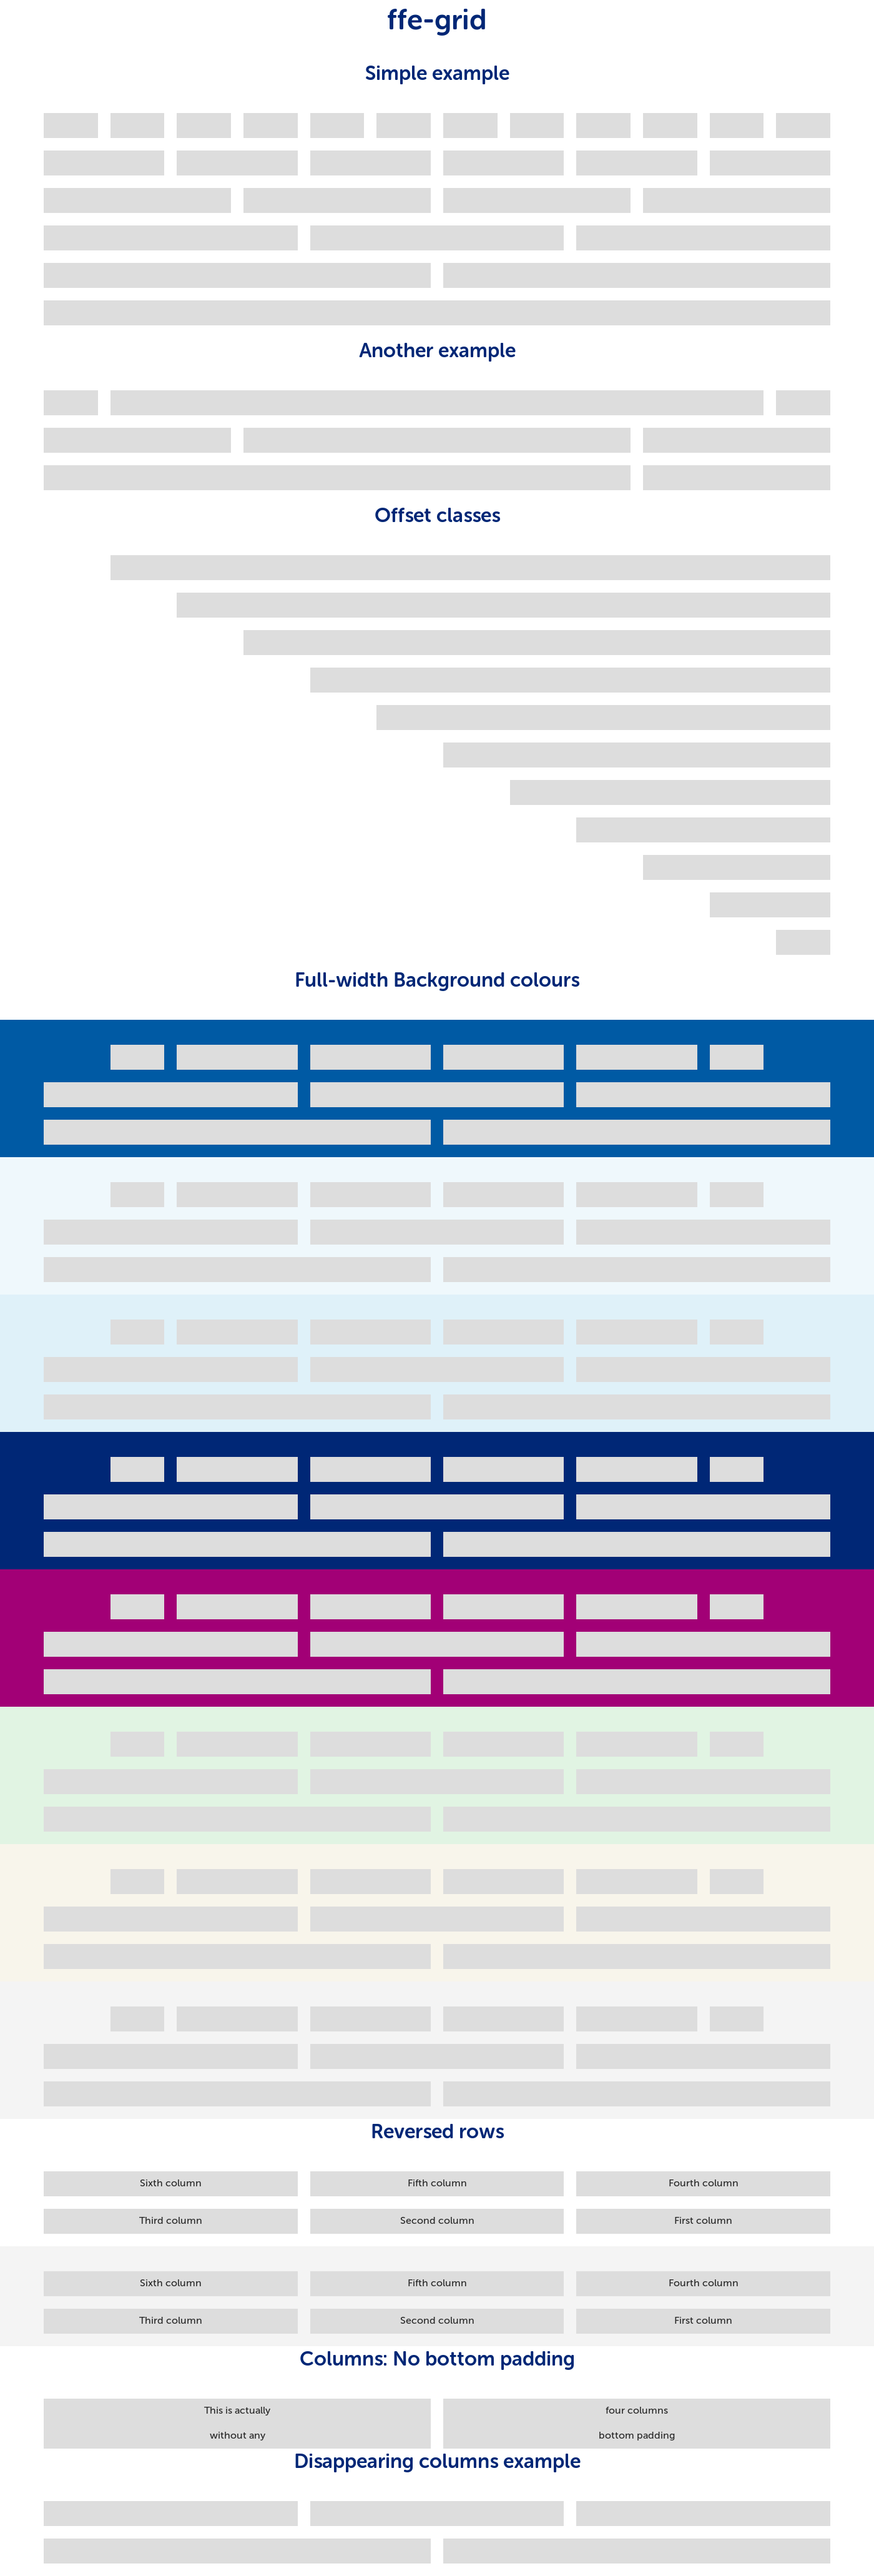 ffe-grid
Simple example
Another example
Offset classes
Full-width Background colours
Reversed rows
Sixth column Fifth column Fourth column
Third column Second column First column
Sixth column Fifth column Fourth column
Third column Second column First column
Columns: No bottom padding
This is actually four columns
without any bottom padding
Disappearing columns example